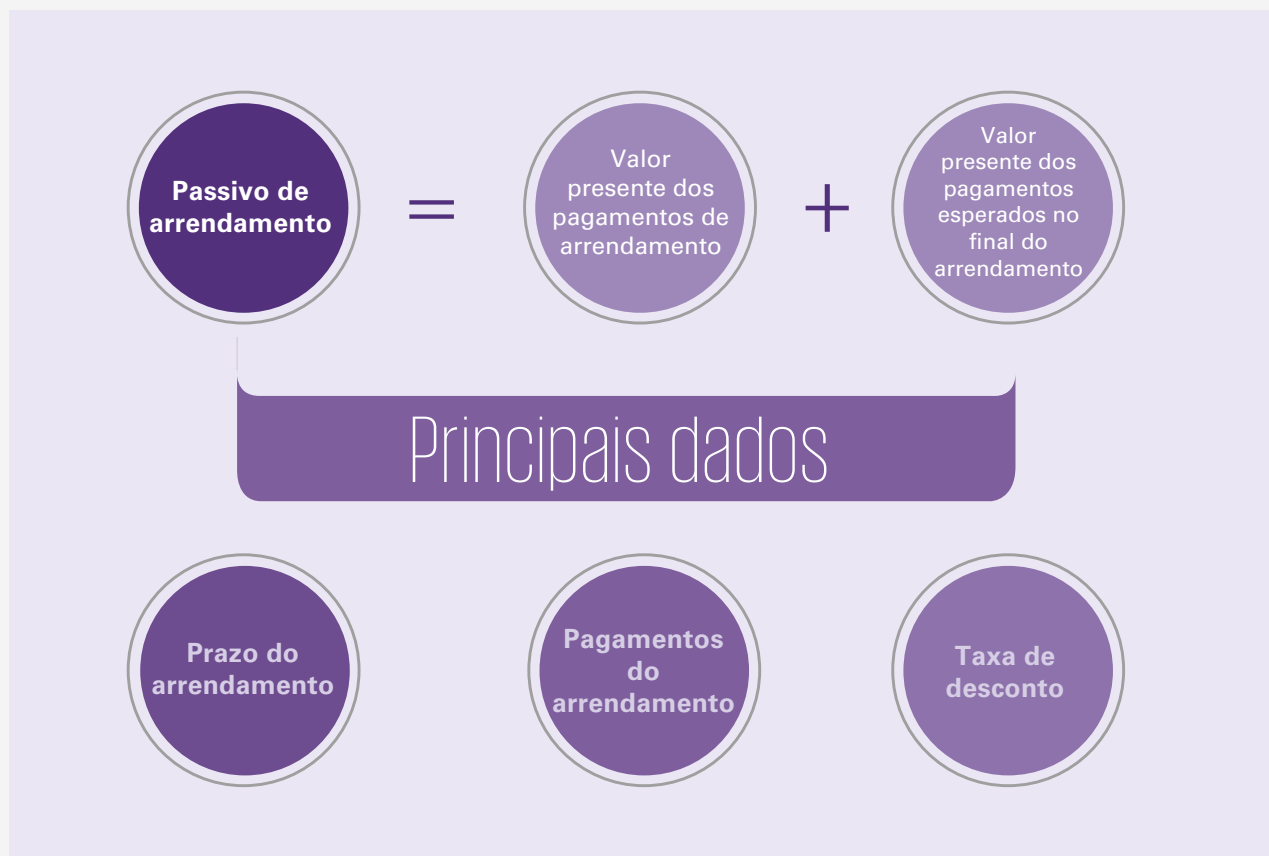 Passivo de
arrendamento
=
Valor
presente dos
pagamentos de
arrendamento
+
Valor
presente dos
pagamentos
esperados no
final do
arrendamento
Principais dados
Prazo do
arrendamento
Pagamentos
do
arrendamento
Taxa de
desconto